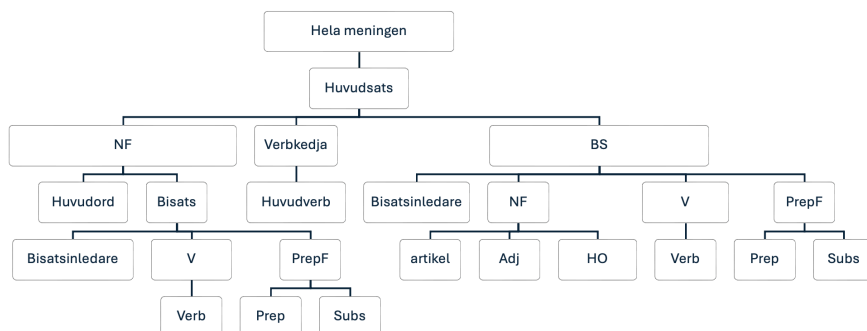 Hela meningen
Huvudsats
NF
Verbkedja
BS
Huvudord
Bisats
Huvudverb
Bisatsinledare
NF
V
PrepF
Bisatsinledare
V
PrepF
artikel
Adj
HO
Verb
Prep
Subs
Verb
Prep
Subs